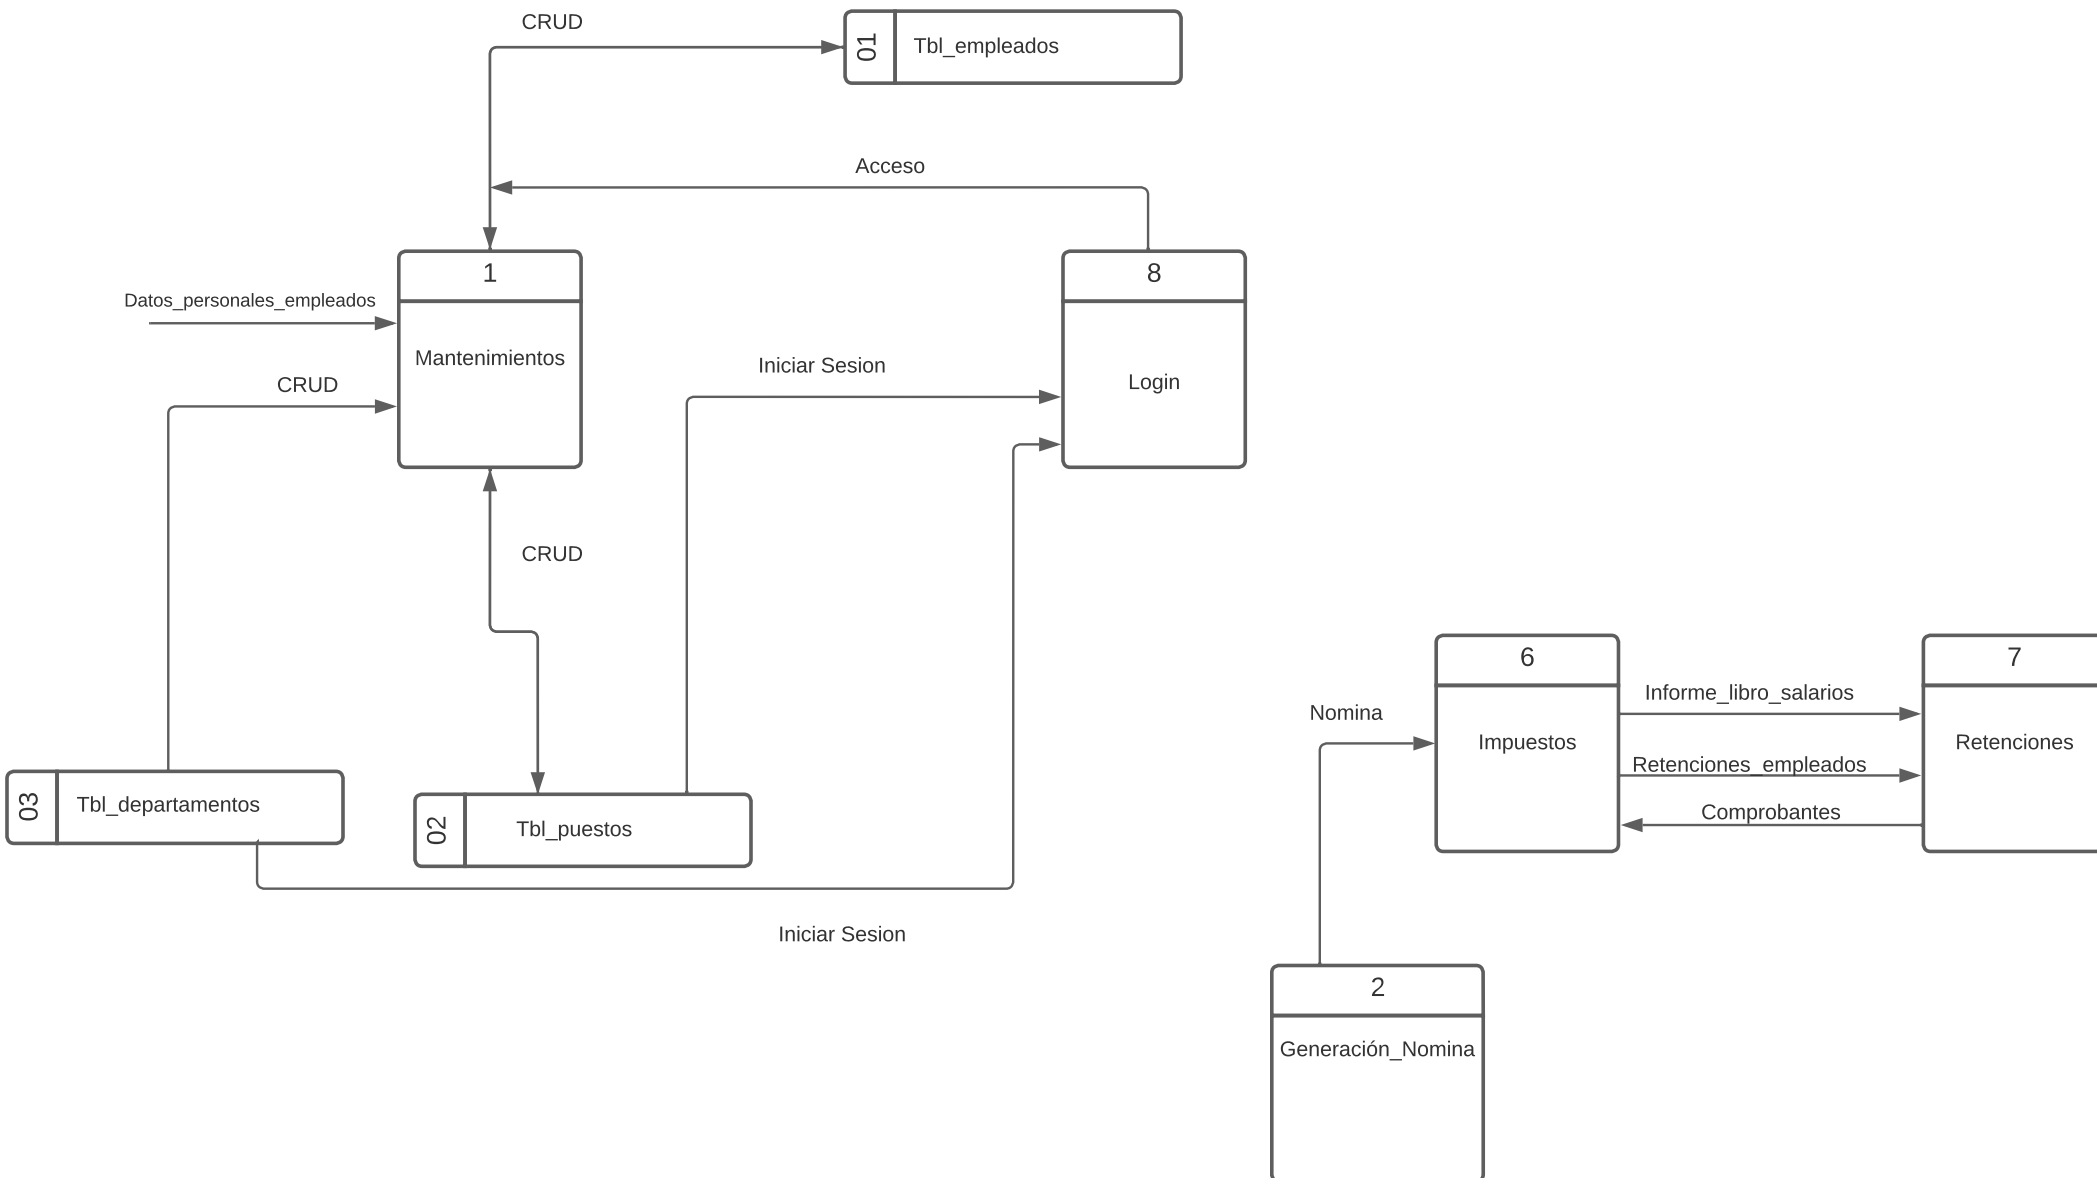 CRUD
01
Tbl_empleados
Acceso
1
Mantenimientos
8
Login
Datos_personales_empleados
CRUD
Iniciar Sesion
CRUD
03
Tbl_departamentos
02
Tbl_puestos
Iniciar Sesion
6
Impuestos
7
Retenciones
Informe_libro_salarios
Retenciones_empleados
Comprobantes
Nomina
2
Generación_Nomina